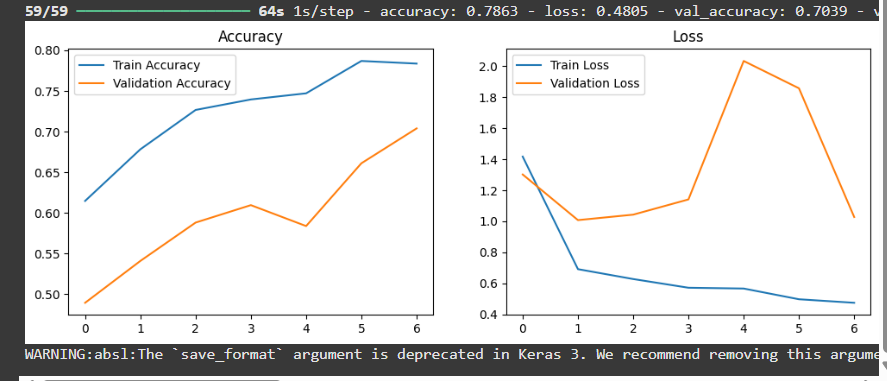 59/59 64s 1s/step - accuracy: 0.7863 - loss: 0.4805 - val_accuracy: 0.7039 -
Accuracy
Train Accuracy
Validation Accuracy
0.80
0.75
0.70
0.65
0.60
0.55
0.50
0 1 2 3 4 5 6
Loss
Train Loss
Validation Loss
2.0
1.8
1.6
1.4
1.2
1.0
0.8
0.6
0.4
0 1 2 3 4 5 6
WARNING:absl:The `save_format` argument is deprecated in Keras 3. We recommend removing this